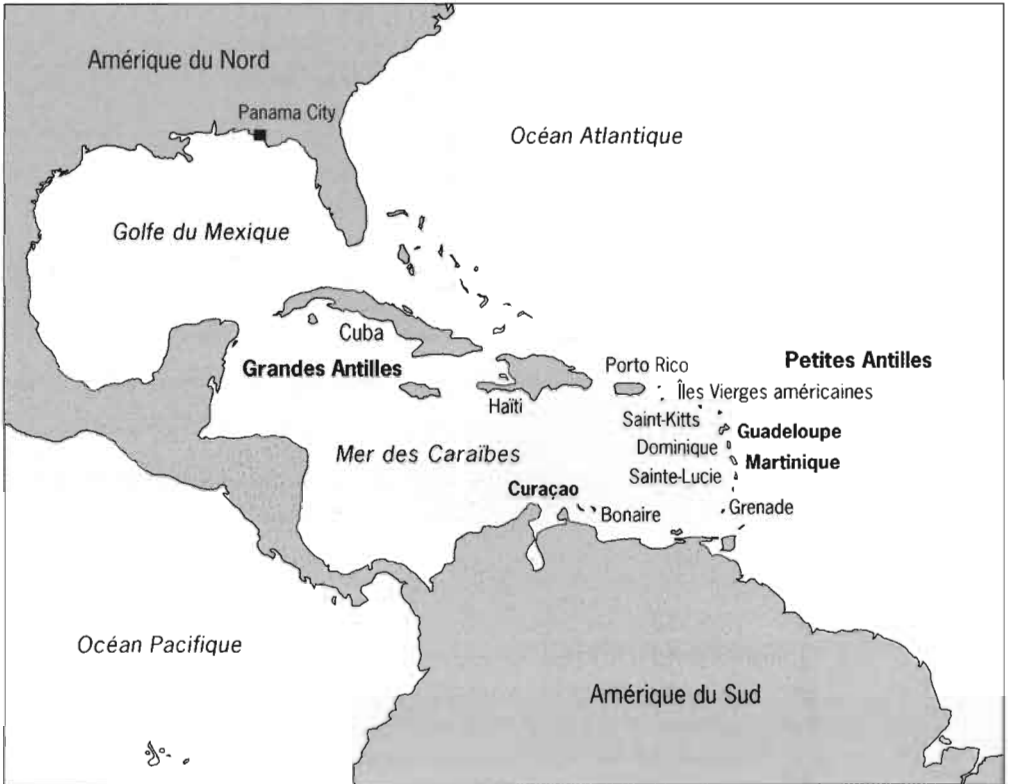 Amérique du Nord
Panama City
Océan Atlantique
Golfe du Mexique
Cuba
Grandes Antilles
Haïti
Porto Rico
Petites Antilles
Îles Vierges américaines
Saint-Kitts
Guadeloupe
Dominique
Mer des Caraïbes
Martinique
Sainte-Lucie
Curaçao
Bonaire
Grenade
Océan Pacifique
Amérique du Sud